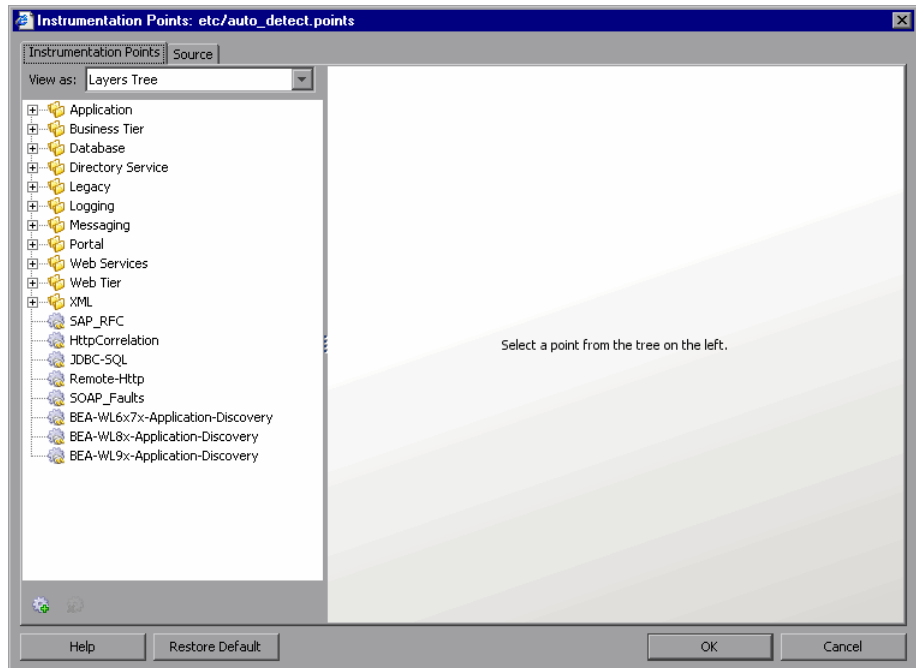 Instrumentation Points: etc/auto_detect.points
Instrumentation Points
Source
View as: Layers Tree
Application
Business Tier
Database
Directory Service
Legacy
Logging
Messaging
Portal
Web Services
Web Tier
XML
SAP_RFC
HttpCorrelation
JDBC-SQL
Remote-Http
SOAP_Faults
BEA-WL6x7x-Application-Discovery
BEA-WL8x-Application-Discovery
BEA-WL9x-Application-Discovery
Select a point from the tree on the left.
Help
Restore Default
OK
Cancel